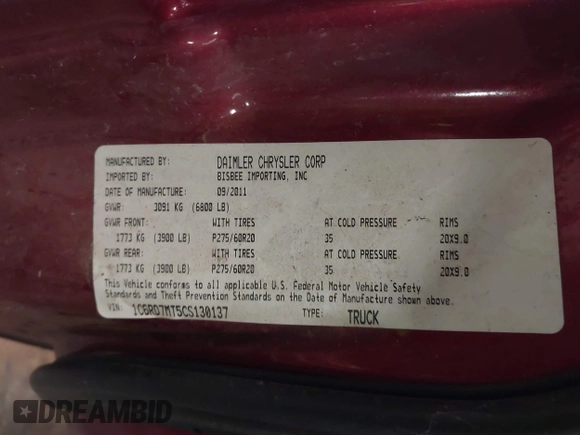 MANUFACTURED BY: DAIMLER CHRYSLER CORP
IMPORTED BY: BISBEE IMPORTING, INC
DATE OF MANUFACTURE: 09/2011
GVWR: 3091 KG (6800 LB)
GVWR FRONT: WITH TIRES AT COLD PRESSURE RIMS
1773 KG (3900 LB) P275/60R20 35 20X9.0
GVWR REAR: WITH TIRES AT COLD PRESSURE RIMS
1773 KG (3900 LB) P275/60R20 35 20X9.0
This Vehicle conforms to all applicable U.S. Federal Motor Vehicle Safety
Standards and Theft Prevention Standards on the Date of Manufacture shown above.
VIN: 1C6RD7MT5CS130137 TYPE: TRUCK
DREAMBID